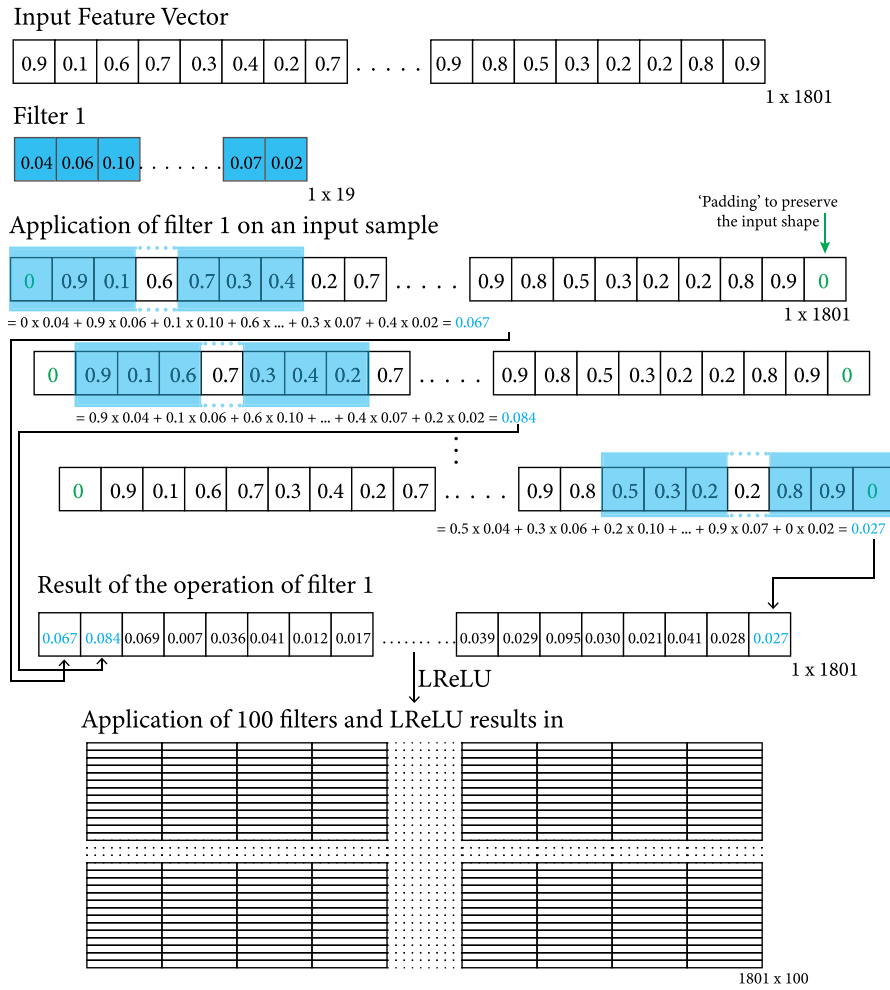 Input Feature Vector
0.9 0.1 0.6 0.7 0.3 0.4 0.2 0.7 . . . . . 0.9 0.8 0.5 0.3 0.2 0.2 0.8 0.9
1 x 1801
Filter 1
0.04 0.06 0.10 . . . . . . . 0.07 0.02
1 x 19
'Padding' to preserve
the input shape
Application of filter 1 on an input sample
0 0.9 0.1 0.6 0.7 0.3 0.4 0.2 0.7 . . . . . 0.9 0.8 0.5 0.3 0.2 0.2 0.8 0.9 0
1 x 1801
= 0 x 0.04 + 0.9 x 0.06 + 0.1 x 0.10 + 0.6 x ... + 0.3 x 0.07 + 0.4 x 0.02 = 0.067
0 0.9 0.1 0.6 0.7 0.3 0.4 0.2 0.7 . . . . . 0.9 0.8 0.5 0.3 0.2 0.2 0.8 0.9 0
= 0.9 x 0.04 + 0.1 x 0.06 + 0.6 x 0.10 + ... + 0.4 x 0.07 + 0.2 x 0.02 = 0.084
0 0.9 0.1 0.6 0.7 0.3 0.4 0.2 0.7 . . . . . 0.9 0.8 0.5 0.3 0.2 0.2 0.8 0.9 0
= 0.5 x 0.04 + 0.3 x 0.06 + 0.2 x 0.10 + ... + 0.9 x 0.07 + 0 x 0.02 = 0.027
Result of the operation of filter 1
0.067 0.084 0.069 0.007 0.036 0.041 0.012 0.017 ....... ... 0.039 0.029 0.095 0.030 0.021 0.041 0.028 0.027
1 x 1801
LReLU
Application of 100 filters and LReLU results in
1801 x 100